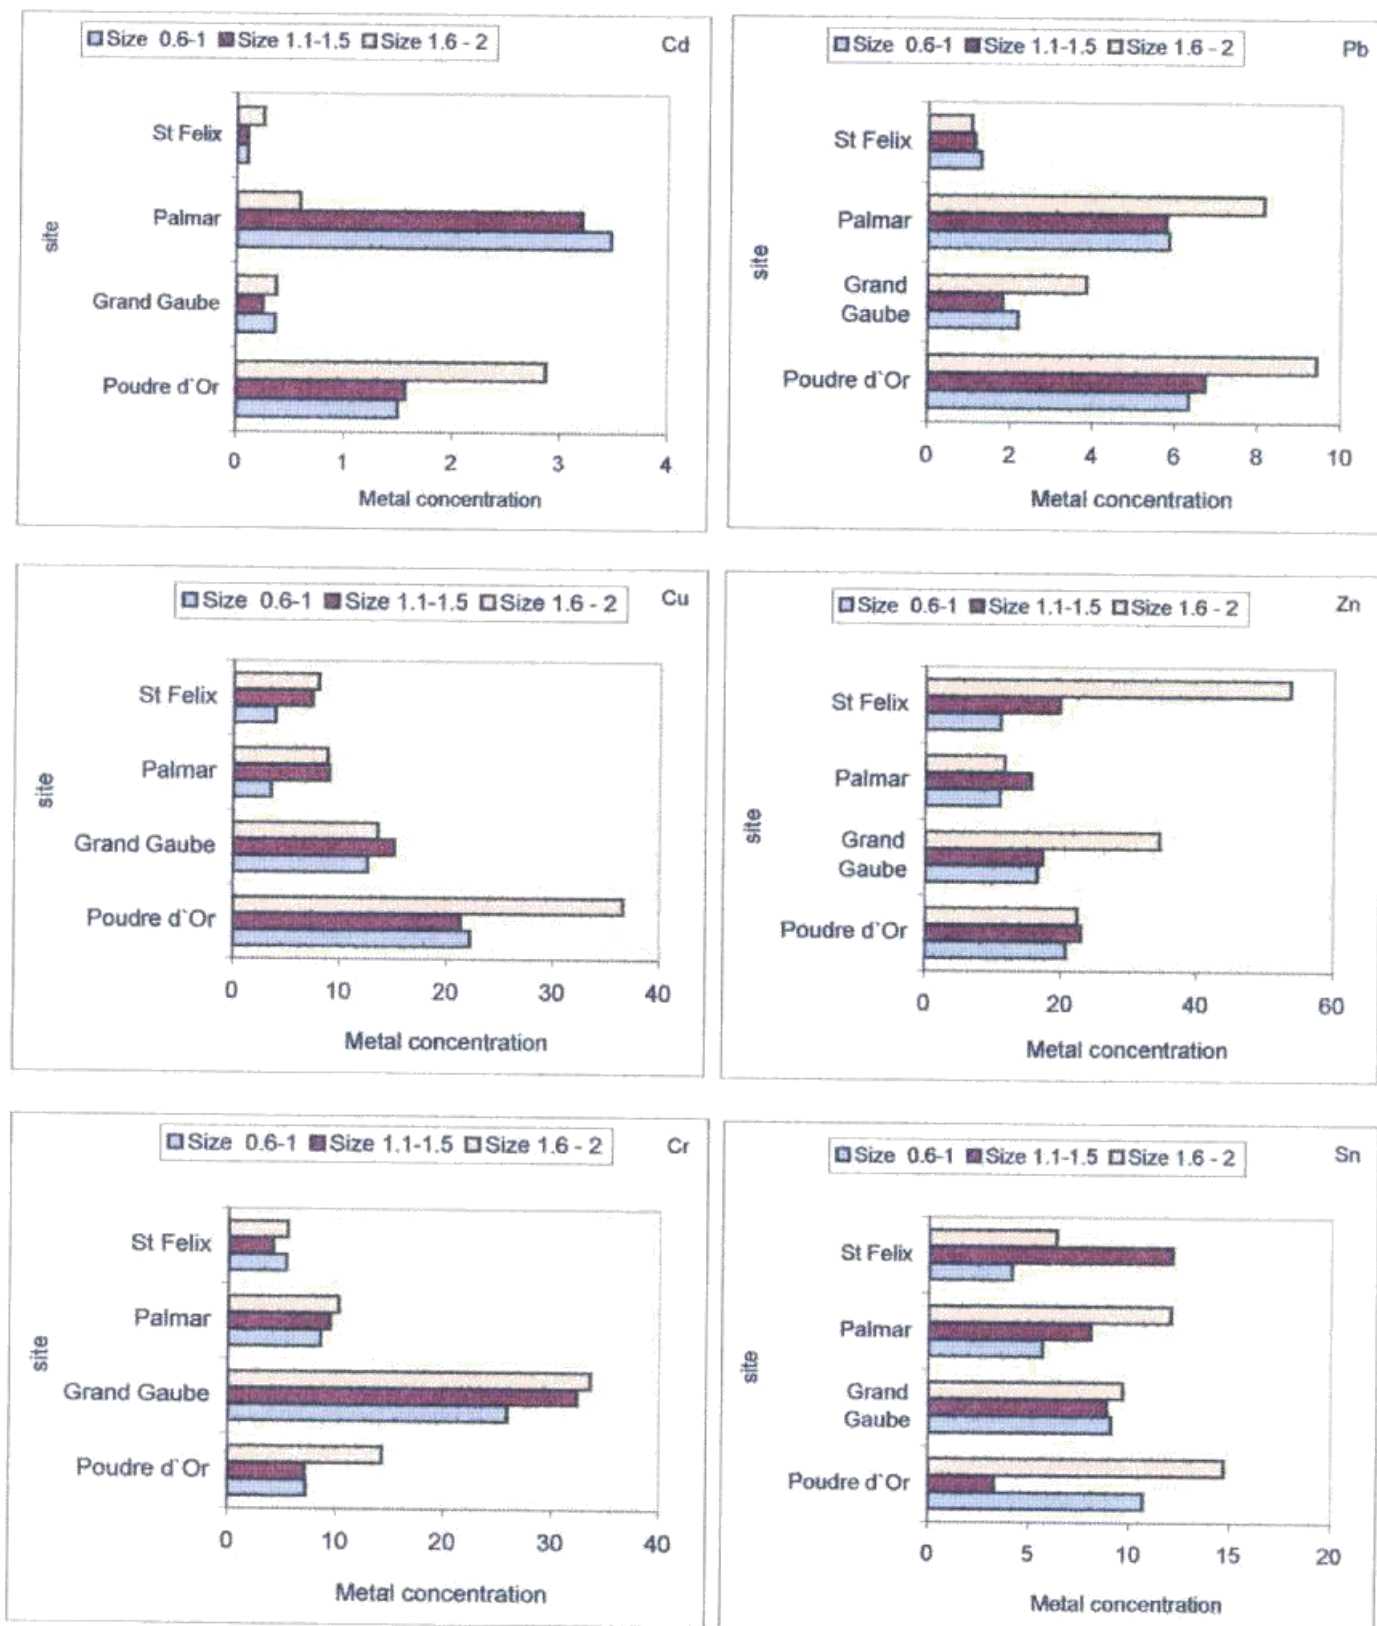 Size 0.6-1 Size 1.1-1.5 Size 1.6 - 2 Cd
St Felix
Palmar
Grand Gaube
Poudre d`Or
site
0 1 2 3 4
Metal concentration
Size 0.6-1 Size 1.1-1.5 Size 1.6 - 2 Pb
St Felix
Palmar
Grand
Gaube
Poudre d`Or
site
0 2 4 6 8 10
Metal concentration
Size 0.6-1 Size 1.1-1.5 Size 1.6 - 2 Cu
St Felix
Palmar
Grand Gaube
Poudre d`Or
site
0 10 20 30 40
Metal concentration
Size 0.6-1 Size 1.1-1.5 Size 1.6 - 2 Zn
St Felix
Palmar
Grand
Gaube
Poudre d`Or
site
0 20 40 60
Metal concentration
Size 0.6-1 Size 1.1-1.5 Size 1.6 - 2 Cr
St Felix
Palmar
Grand Gaube
Poudre d`Or
site
0 10 20 30 40
Metal concentration
Size 0.6-1 Size 1.1-1.5 Size 1.6 - 2 Sn
St Felix
Palmar
Grand
Gaube
Poudre d`Or
site
0 5 10 15 20
Metal concentration